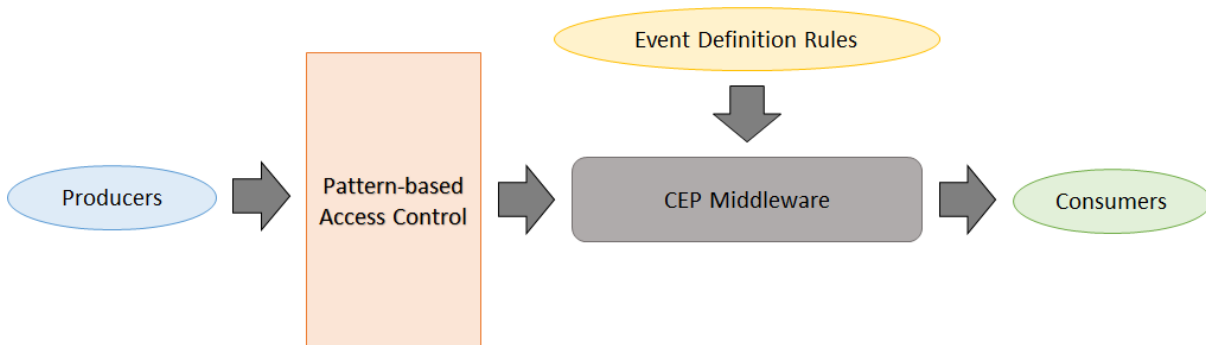 Event Definition Rules
Producers
Pattern-based
Access Control
CEP Middleware
Consumers